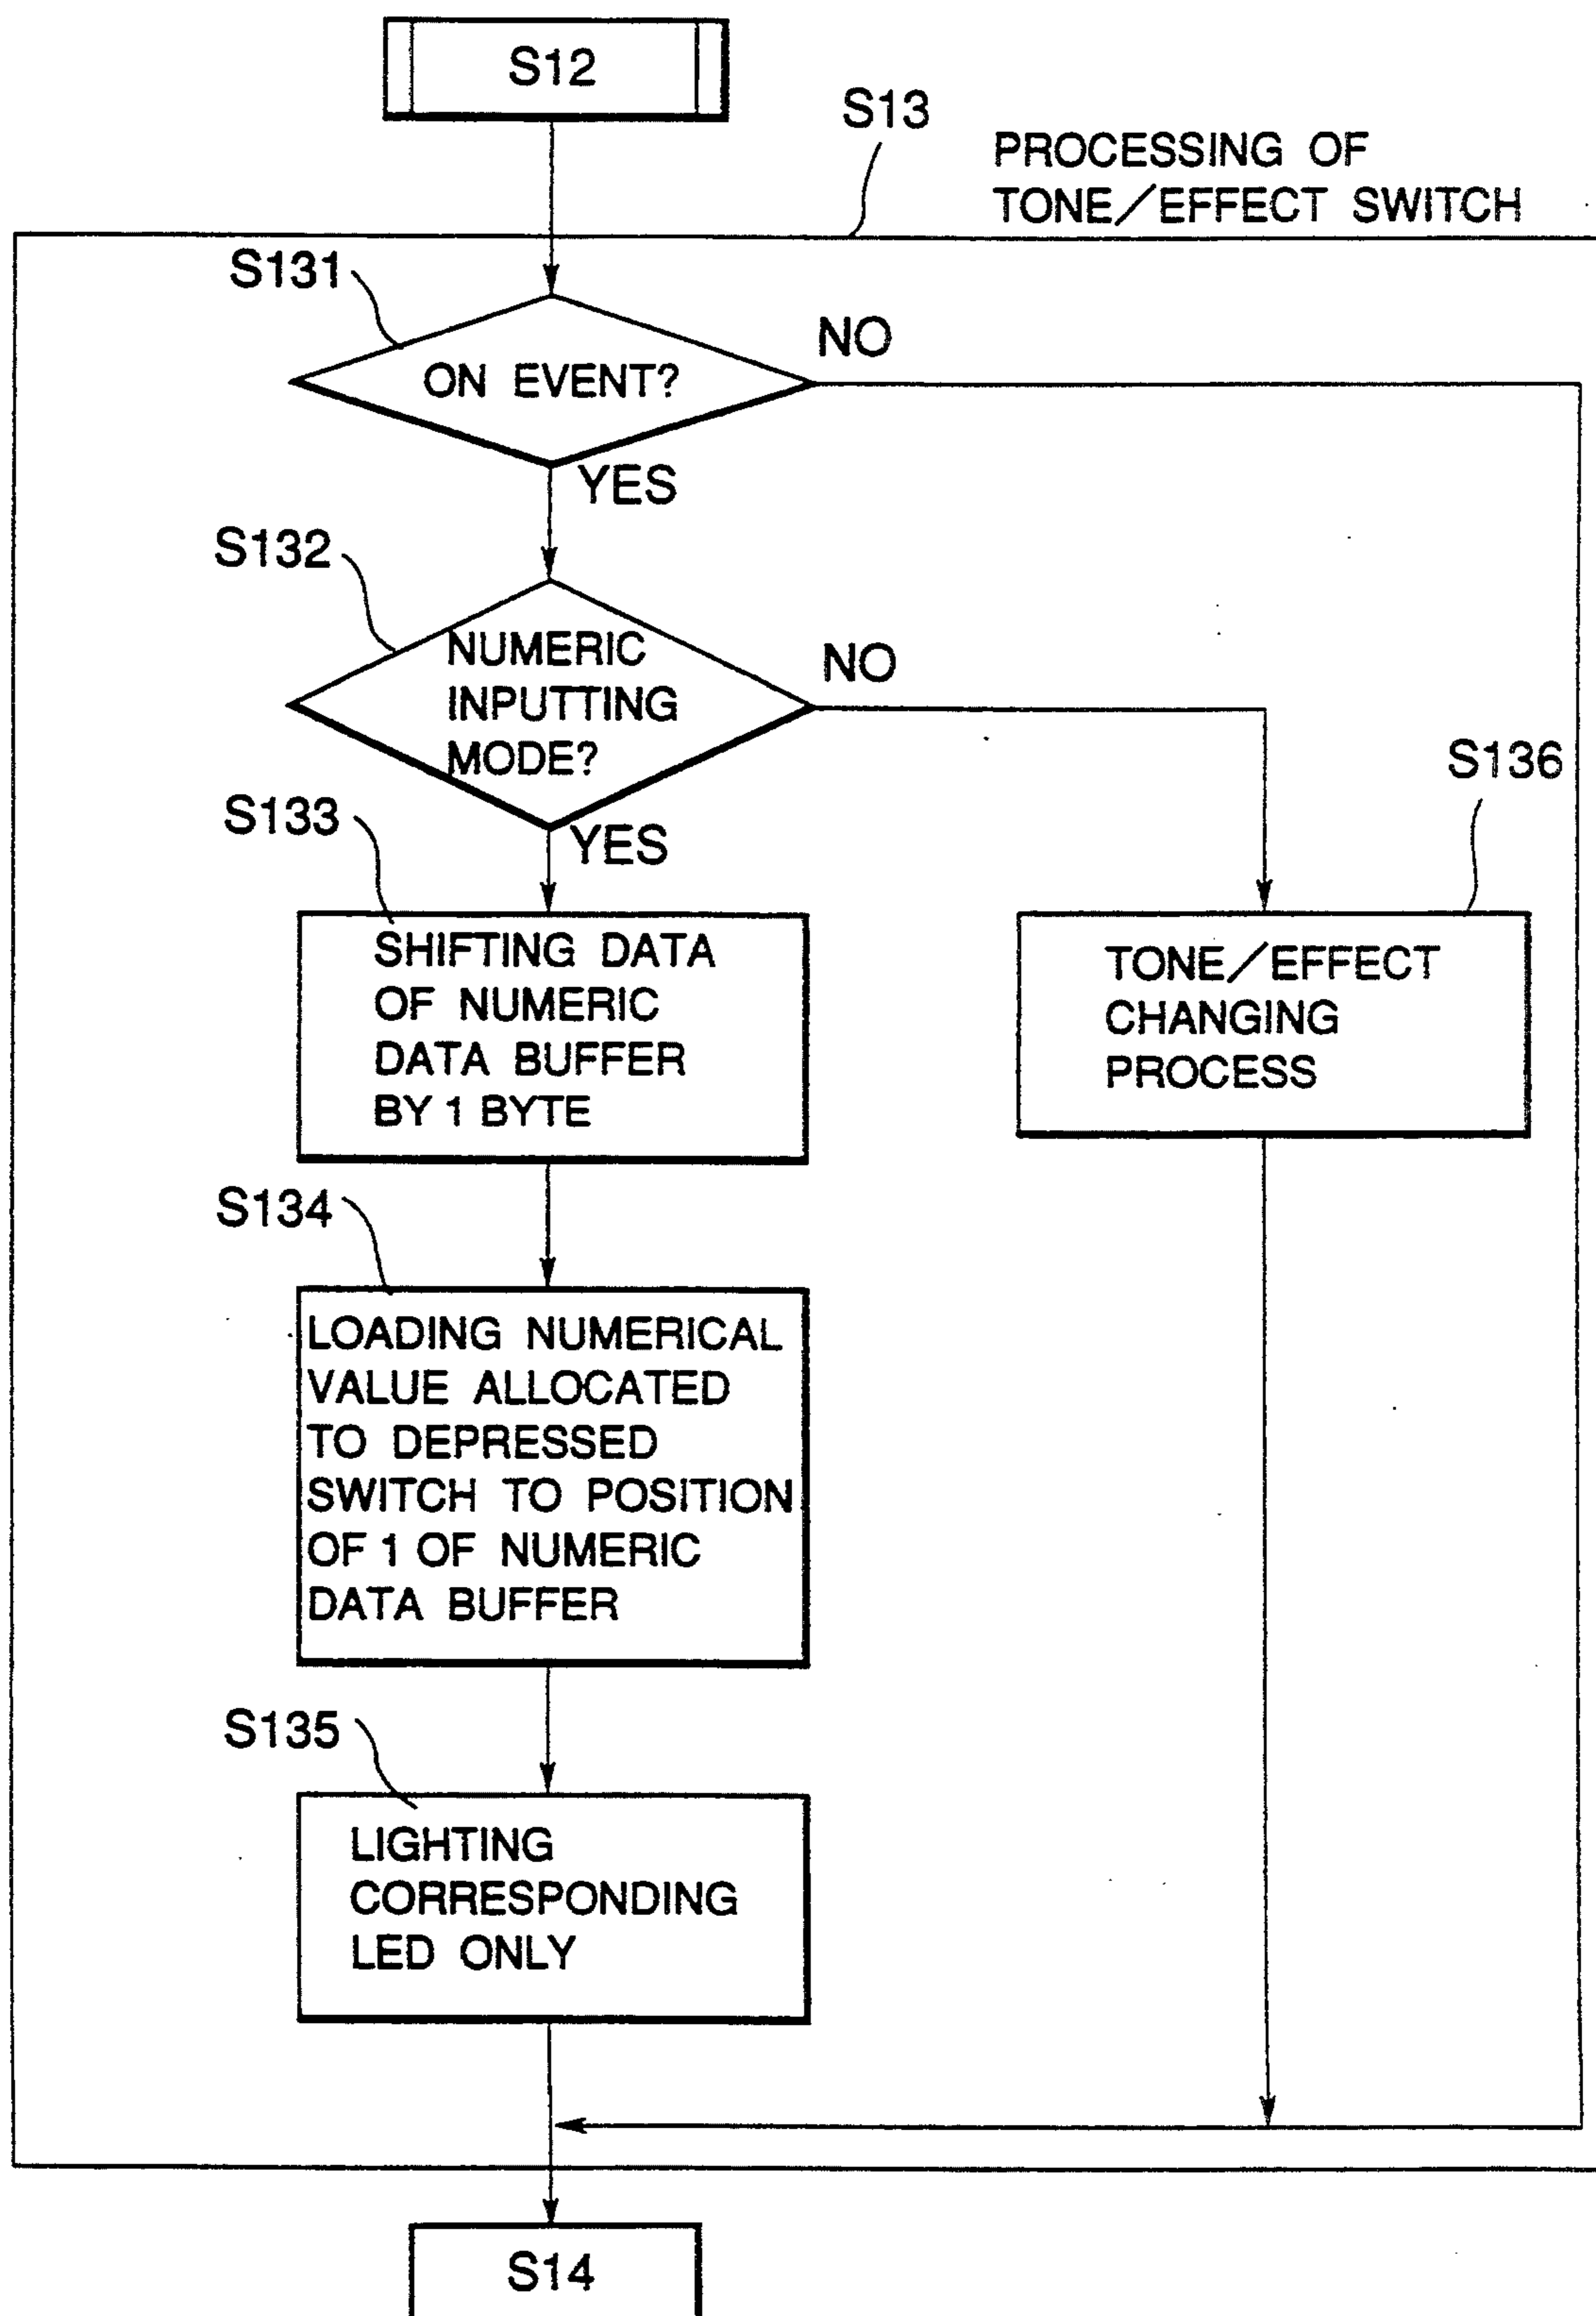 S12
S13
PROCESSING OF
TONE/EFFECT SWITCH
S131
ON EVENT?
NO
YES
S132
NUMERIC
INPUTTING
MODE?
NO
YES
S133
SHIFTING DATA
OF NUMERIC
DATA BUFFER
BY 1 BYTE
S136
TONE/EFFECT
CHANGING
PROCESS
S134
LOADING NUMERICAL
VALUE ALLOCATED
TO DEPRESSED
SWITCH TO POSITION
OF 1 OF NUMERIC
DATA BUFFER
S135
LIGHTING
CORRESPONDING
LED ONLY
S14